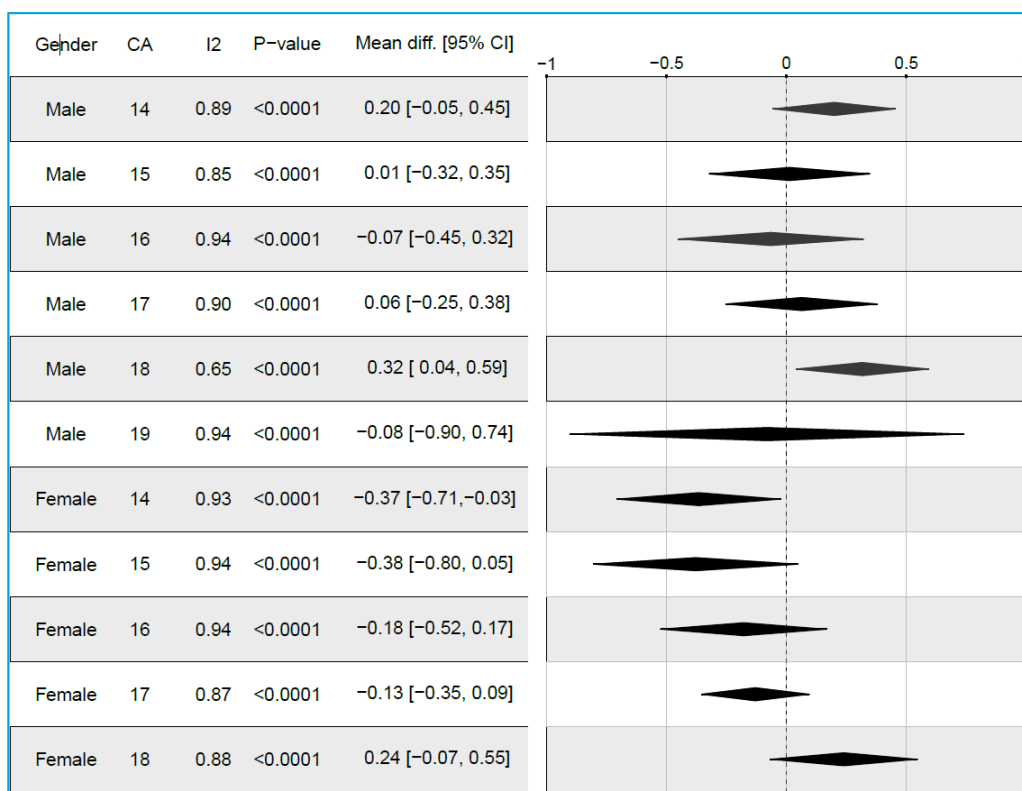 Gender CA I2 P−value Mean diff. [95% CI]
−1 −0.5 0 0.5
Male 14 0.89 <0.0001 0.20 [−0.05, 0.45]
Male 15 0.85 <0.0001 0.01 [−0.32, 0.35]
Male 16 0.94 <0.0001 −0.07 [−0.45, 0.32]
Male 17 0.90 <0.0001 0.06 [−0.25, 0.38]
Male 18 0.65 <0.0001 0.32 [ 0.04, 0.59]
Male 19 0.94 <0.0001 −0.08 [−0.90, 0.74]
Female 14 0.93 <0.0001 −0.37 [−0.71,−0.03]
Female 15 0.94 <0.0001 −0.38 [−0.80, 0.05]
Female 16 0.94 <0.0001 −0.18 [−0.52, 0.17]
Female 17 0.87 <0.0001 −0.13 [−0.35, 0.09]
Female 18 0.88 <0.0001 0.24 [−0.07, 0.55]